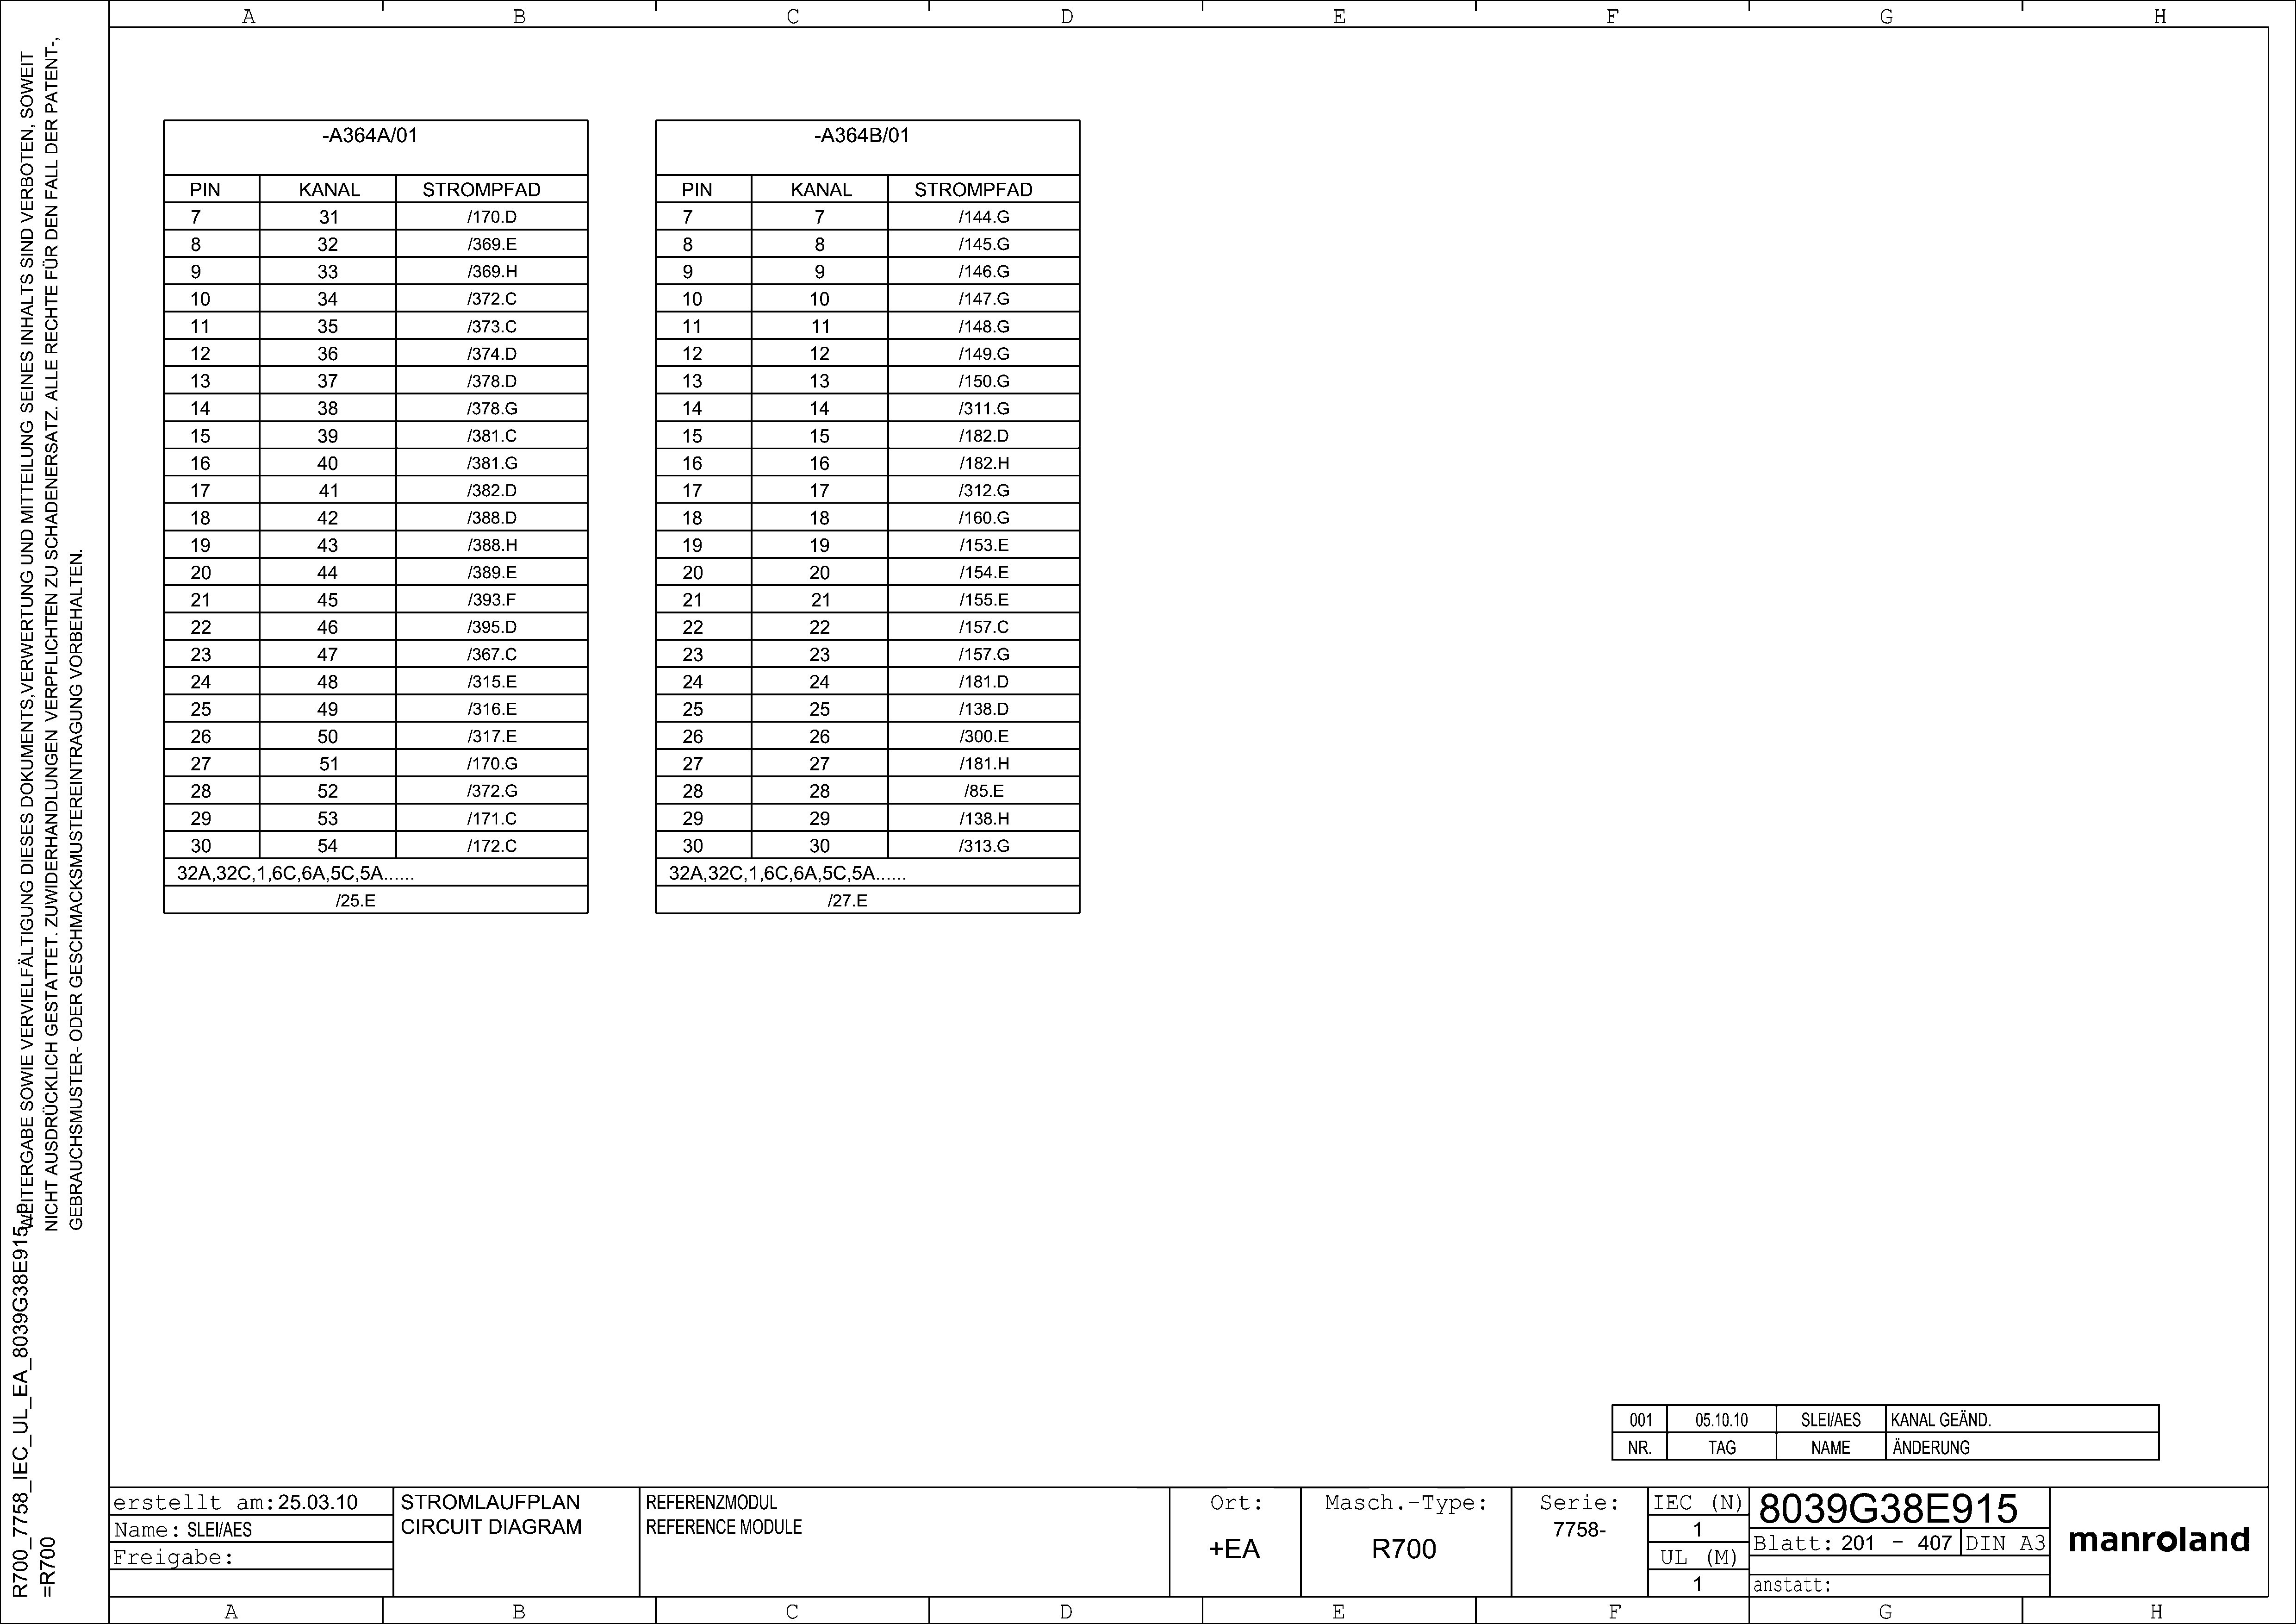 A B C D E F G H
WEITERGABE SOWIE VERVIELFÄLTIGUNG DIESES DOKUMENTS,VERWERTUNG UND MITTEILUNG SEINES INHALTS SIND VERBOTEN, SOWEIT
NICHT AUSDRÜCKLICH GESTATTET. ZUWIDERHANDLUNGEN VERPFLICHTEN ZU SCHADENERSATZ. ALLE RECHTE FÜR DEN FALL DER PATENT-,
GEBRAUCHSMUSTER- ODER GESCHMACKSMUSTEREINTRAGUNG VORBEHALTEN.
-A364A/01
PIN KANAL STROMPFAD
7 31 /170.D
8 32 /369.E
9 33 /369.H
10 34 /372.C
11 35 /373.C
12 36 /374.D
13 37 /378.D
14 38 /378.G
15 39 /381.C
16 40 /381.G
17 41 /382.D
18 42 /388.D
19 43 /388.H
20 44 /389.E
21 45 /393.F
22 46 /395.D
23 47 /367.C
24 48 /315.E
25 49 /316.E
26 50 /317.E
27 51 /170.G
28 52 /372.G
29 53 /171.C
30 54 /172.C
32A,32C,1,6C,6A,5C,5A......
/25.E
-A364B/01
PIN KANAL STROMPFAD
7 7 /144.G
8 8 /145.G
9 9 /146.G
10 10 /147.G
11 11 /148.G
12 12 /149.G
13 13 /150.G
14 14 /311.G
15 15 /182.D
16 16 /182.H
17 17 /312.G
18 18 /160.G
19 19 /153.E
20 20 /154.E
21 21 /155.E
22 22 /157.C
23 23 /157.G
24 24 /181.D
25 25 /138.D
26 26 /300.E
27 27 /181.H
28 28 /85.E
29 29 /138.H
30 30 /313.G
32A,32C,1,6C,6A,5C,5A......
/27.E
001 05.10.10 SLEI/AES KANAL GEÄND.
NR. TAG NAME ÄNDERUNG
R700_7758_IEC_UL_EA_8039G38E915_D
=R700
erstellt am: 25.03.10
Name: SLEI/AES
Freigabe:
STROMLAUFPLAN
CIRCUIT DIAGRAM
REFERENZMODUL
REFERENCE MODULE
Ort:
+EA
Masch.-Type:
R700
Serie:
7758-
IEC (N)
1
UL (M)
1
8039G38E915
Blatt: 201 - 407 DIN A3
anstatt:
manroland
A B C D E F G H